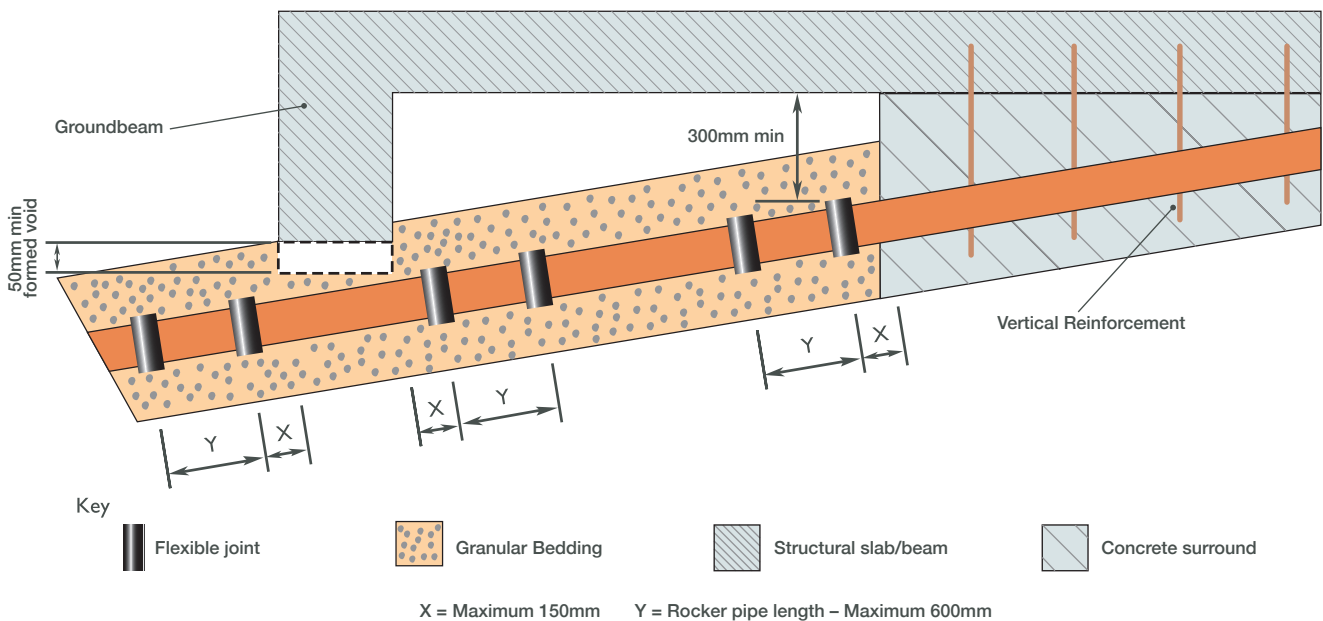 Groundbeam
300mm min
50mm min
formed void
Vertical Reinforcement
Y
X
X
Y
Y
X
Key
Flexible joint
Granular Bedding
Structural slab/beam
Concrete surround
X = Maximum 150mm
Y = Rocker pipe length – Maximum 600mm